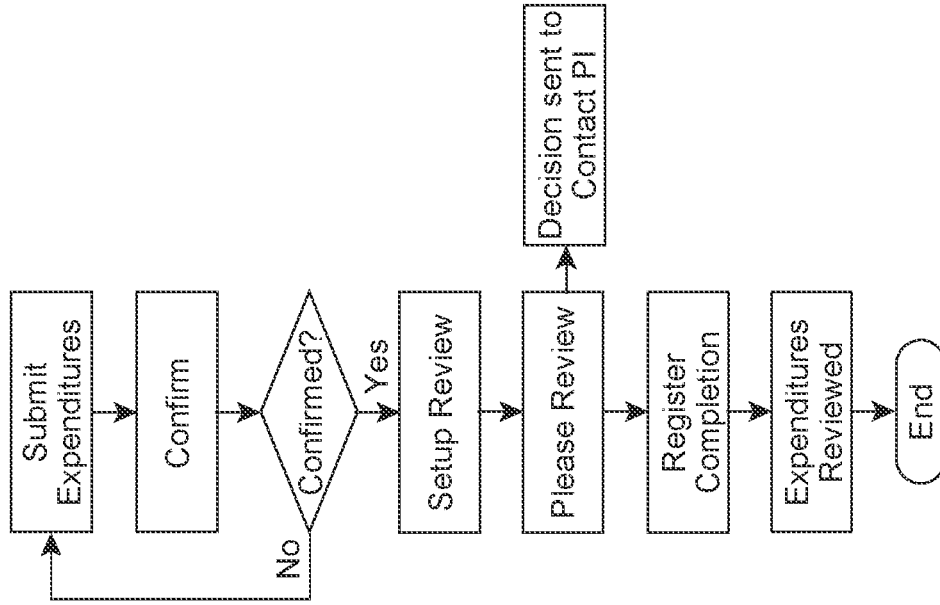 Submit
Expenditures
Confirm
Confirmed?
No
Yes
Setup Review
Please Review
Decision sent to
Contact PI
Register
Completion
Expenditures
Reviewed
End